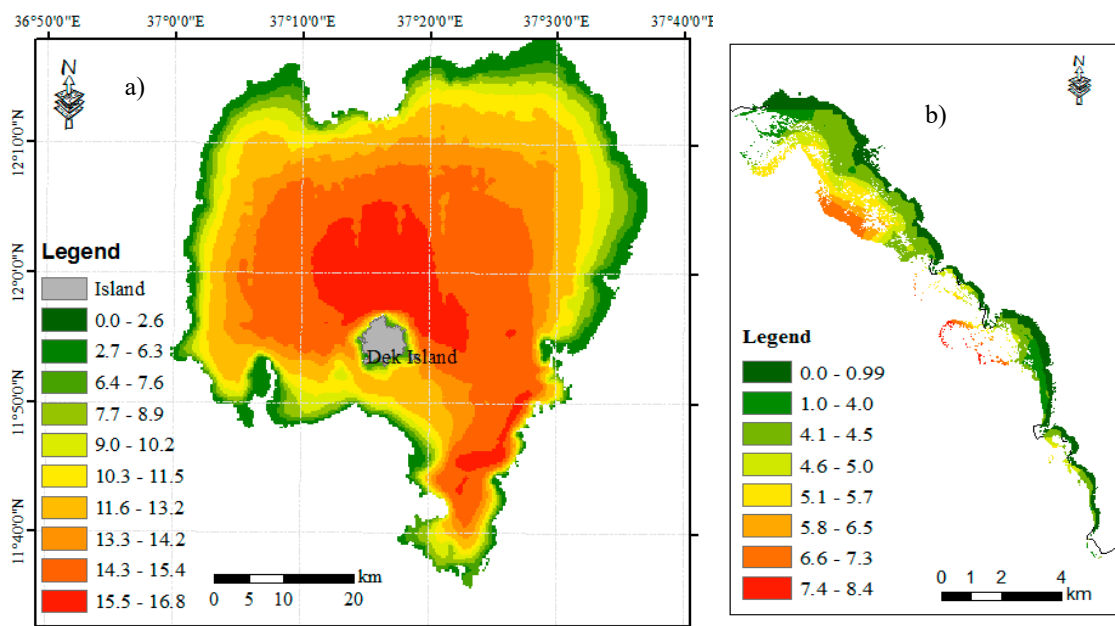 36°50'0"E 37°0'0"E 37°10'0"E 37°20'0"E 37°30'0"E 37°40'0"E
N
a)
12°10'0"N
12°0'0"N
11°50'0"N
11°40'0"N
Legend
Island
0.0 - 2.6
2.7 - 6.3
6.4 - 7.6
7.7 - 8.9
9.0 - 10.2
10.3 - 11.5
11.6 - 13.2
13.3 - 14.2
14.3 - 15.4
15.5 - 16.8
Dek Island
km
0 5 10 20
N
b)
Legend
0.0 - 0.99
1.0 - 4.0
4.1 - 4.5
4.6 - 5.0
5.1 - 5.7
5.8 - 6.5
6.6 - 7.3
7.4 - 8.4
0 1 2 4
km